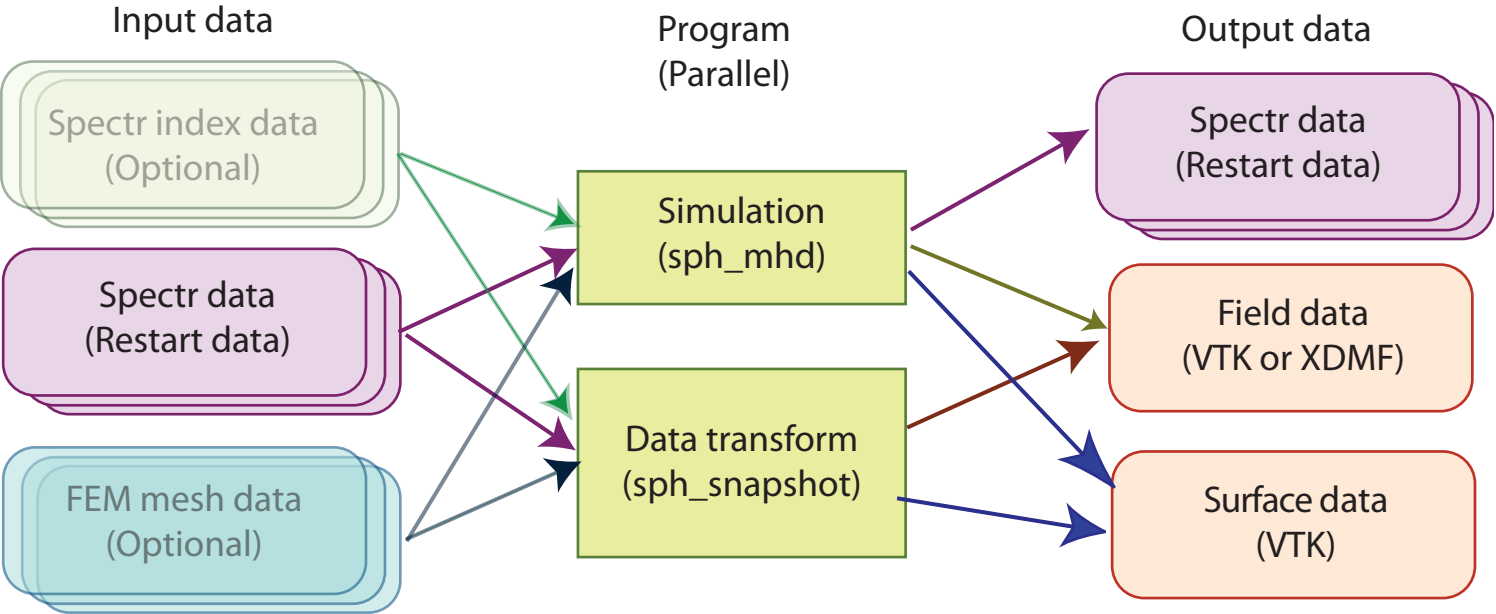 Input data
Program
(Parallel)
Output data
Spectr index data
(Optional)
Spectr data
(Restart data)
FEM mesh data
(Optional)
Simulation
(sph_mhd)
Data transform
(sph_snapshot)
Spectr data
(Restart data)
Field data
(VTK or XDMF)
Surface data
(VTK)